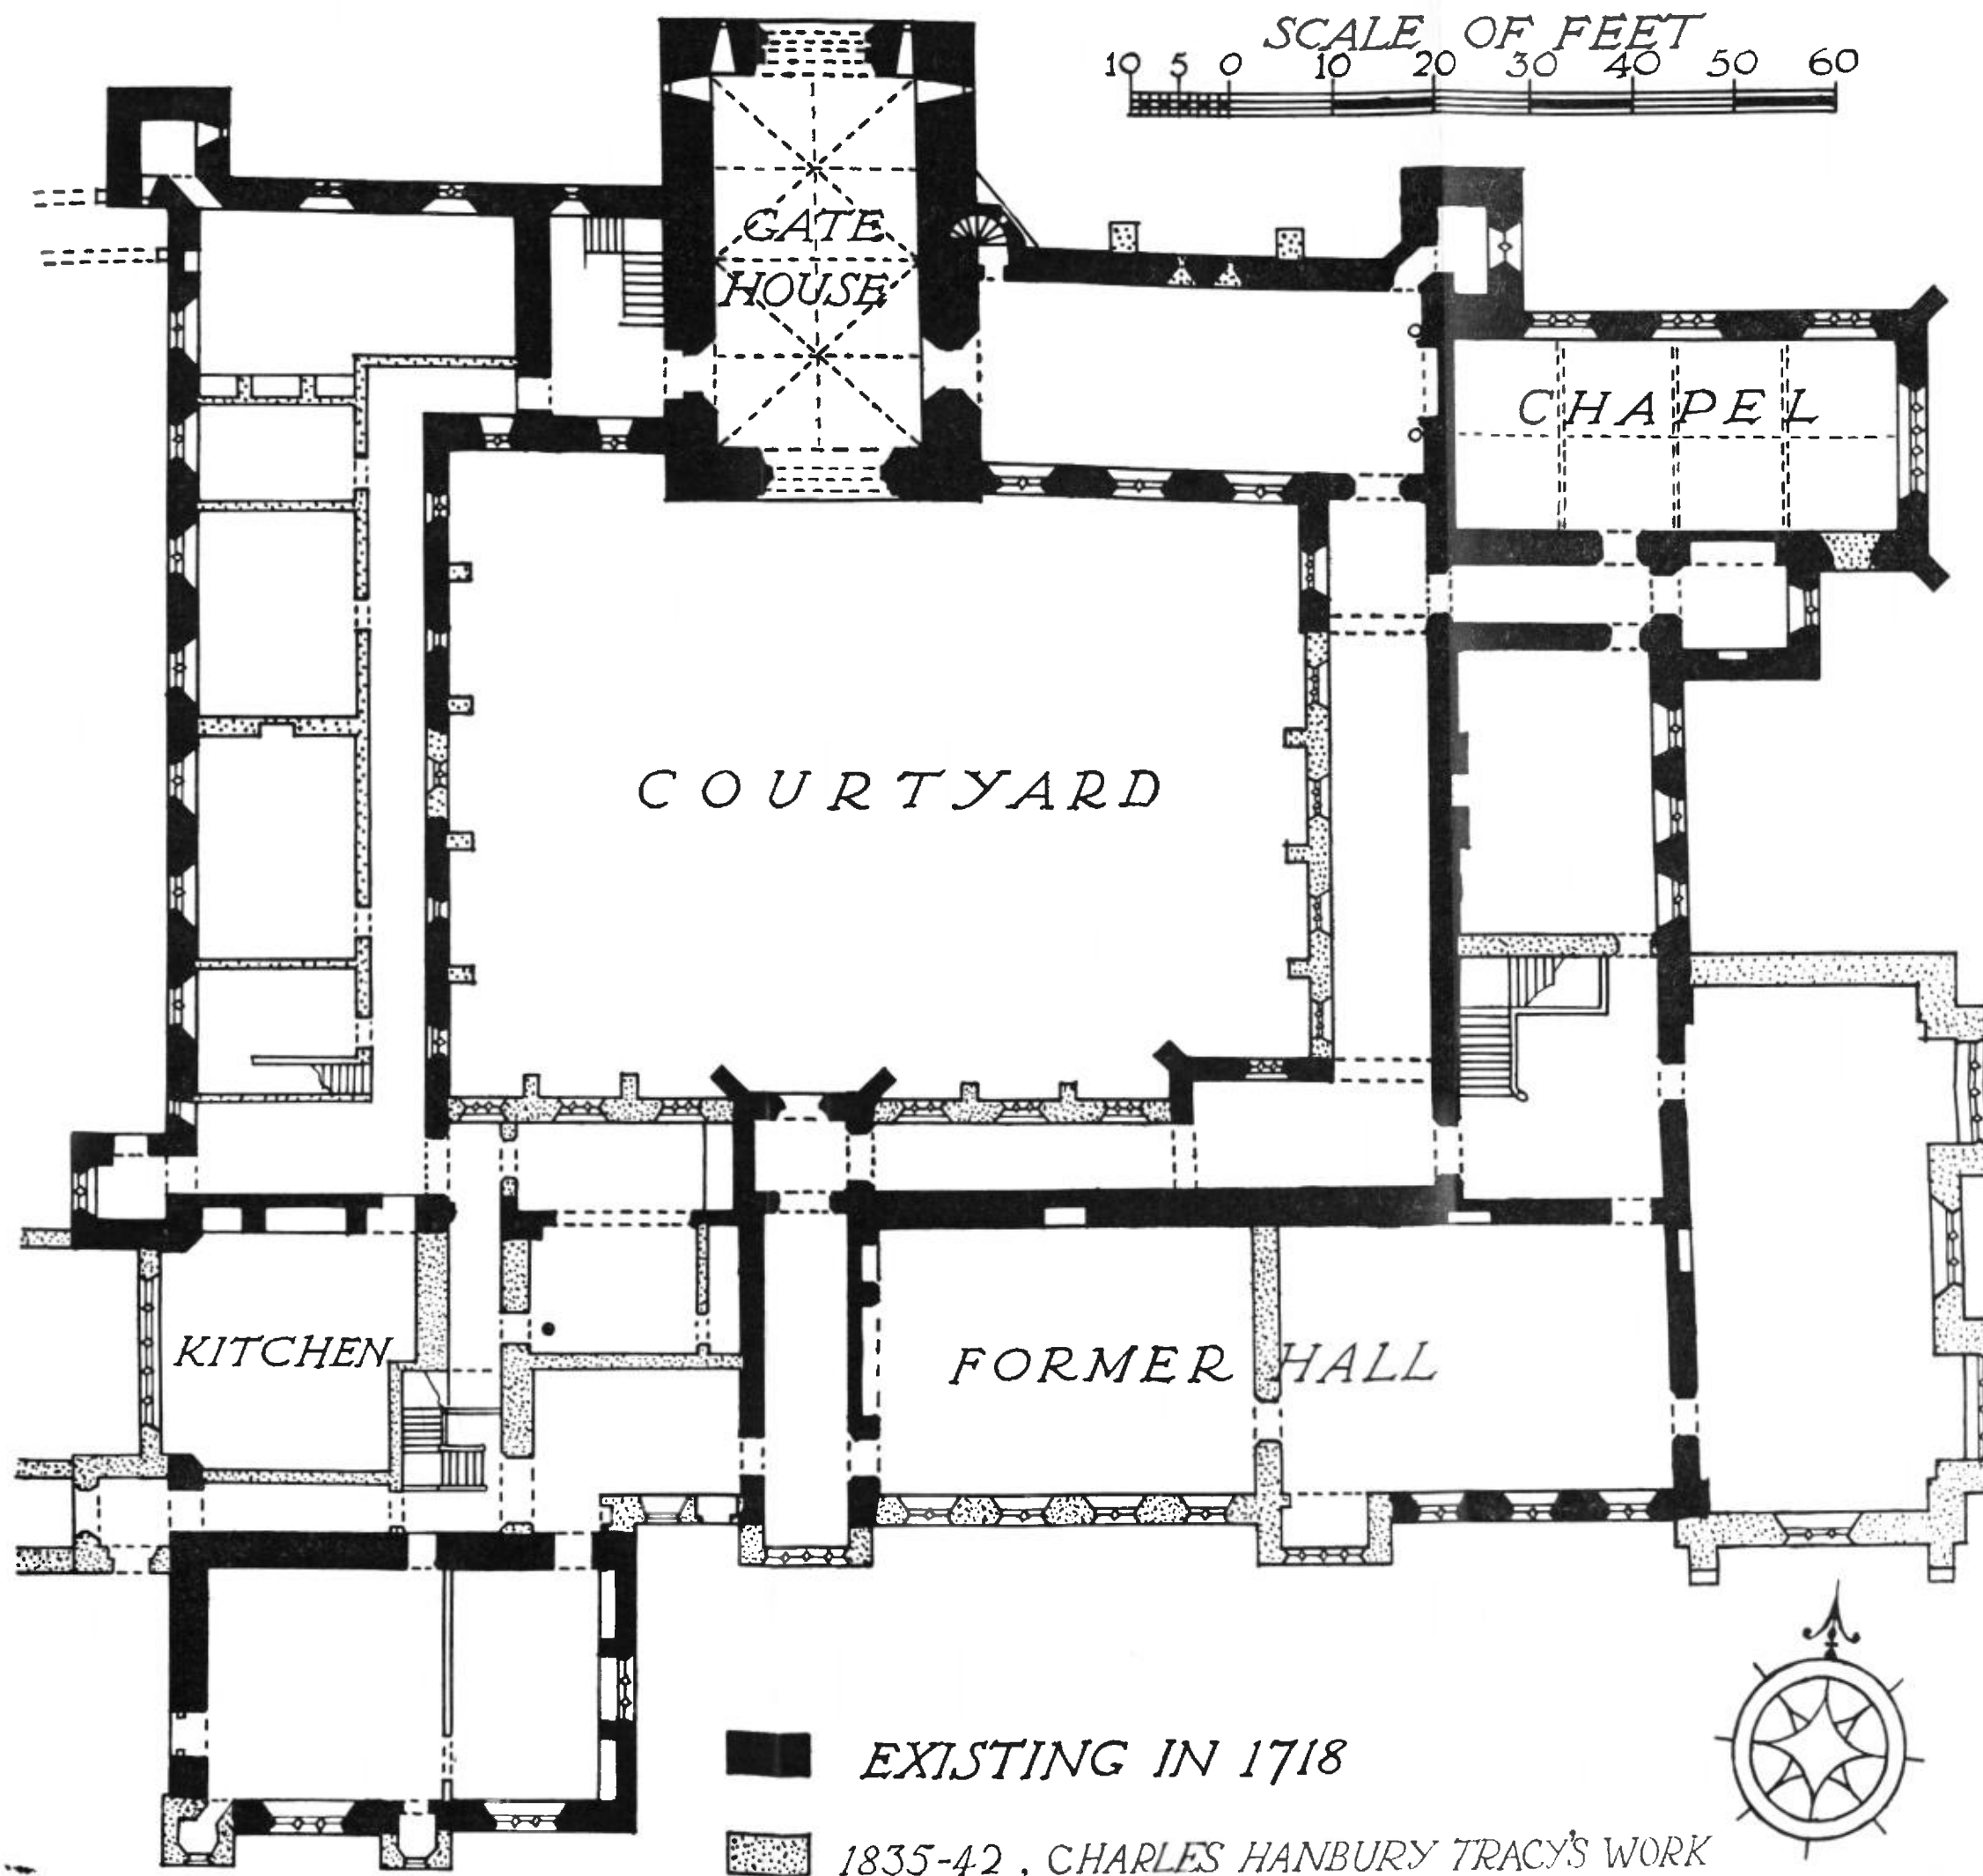 SCALE OF FEET
10 5 0 10 20 30 40 50 60
GATE
HOUSE
CHAPEL
COURTYARD
KITCHEN
FORMER HALL
EXISTING IN 1718
1835-42, CHARLES HANBURY TRACY'S WORK